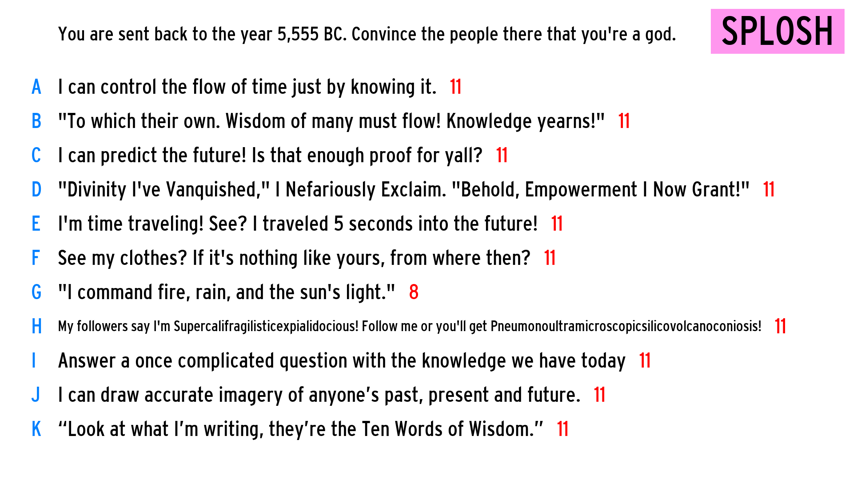 You are sent back to the year 5,555 BC. Convince the people there that you're a god.
SPLOSH
A I can control the flow of time just by knowing it. 11
B "To which their own. Wisdom of many must flow! Knowledge yearns!" 11
C I can predict the future! Is that enough proof for yall? 11
D "Divinity I've Vanquished," I Nefariously Exclaim. "Behold, Empowerment I Now Grant!" 11
E I'm time traveling! See? I traveled 5 seconds into the future! 11
F See my clothes? If it's nothing like yours, from where then? 11
G "I command fire, rain, and the sun's light." 8
H My followers say I'm Supercalifragilisticexpialidocious! Follow me or you'll get Pneumonoultramicroscopicsilicovolcanoconiosis! 11
I Answer a once complicated question with the knowledge we have today 11
J I can draw accurate imagery of anyone’s past, present and future. 11
K “Look at what I’m writing, they’re the Ten Words of Wisdom.” 11